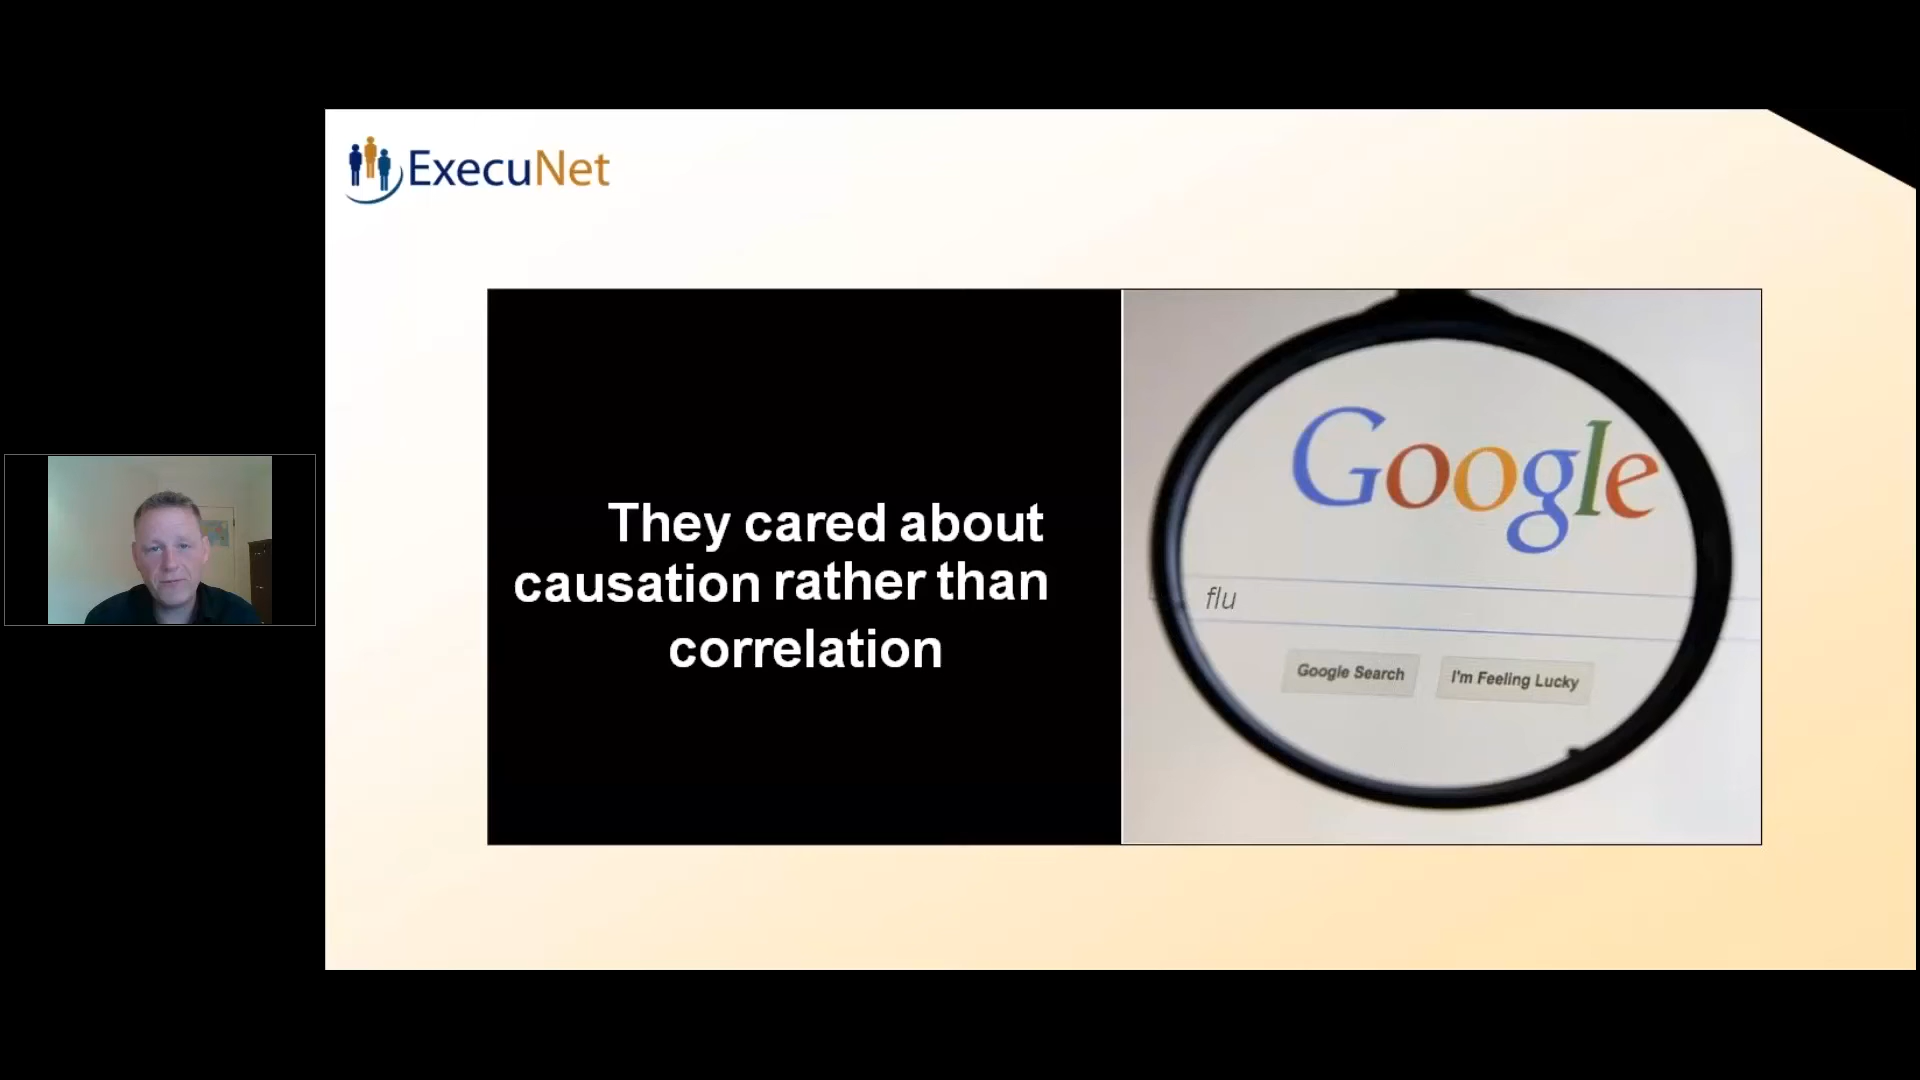 ExecuNet
They cared about
causation rather than
correlation
Google
flu
Google Search
I'm Feeling Lucky